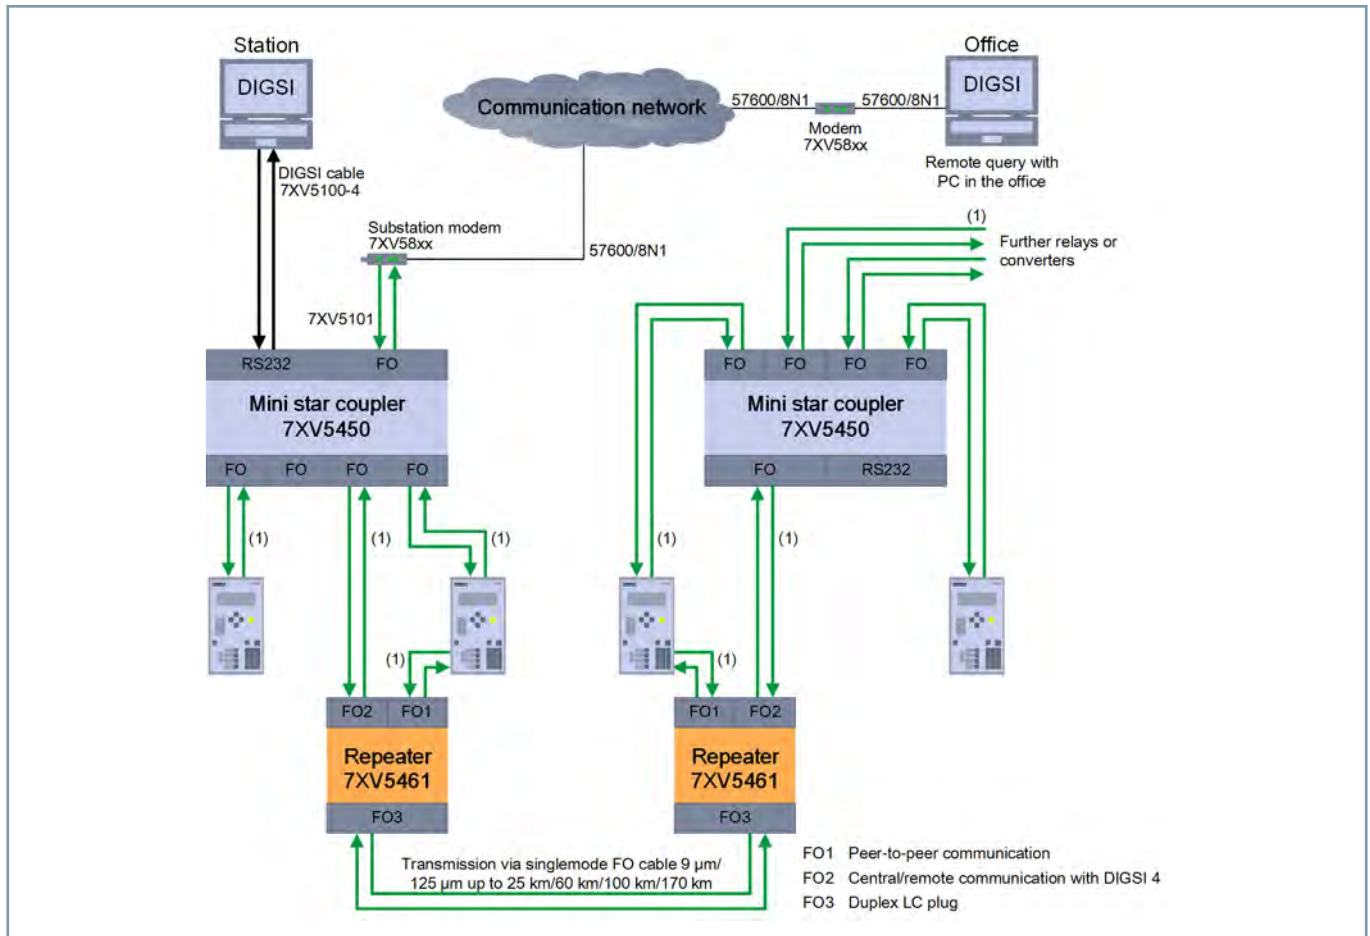 Station
DIGSI
DIGSI cable
7XV5100-4
Communication network
57600/8N1
57600/8N1
Modem
7XV58xx
Office
DIGSI
Remote query with
PC in the office
Substation modem
7XV58xx
57600/8N1
7XV5101
(1)
Further relays or
converters
RS232
FO
Mini star coupler
7XV5450
FO
FO
FO
FO
FO
FO
FO
FO
Mini star coupler
7XV5450
FO
RS232
(1)
(1)
(1)
(1)
(1)
(1)
(1)
FO2
FO1
Repeater
7XV5461
FO3
FO1
FO2
Repeater
7XV5461
FO3
Transmission via singlemode FO cable 9 µm/
125 µm up to 25 km/60 km/100 km/170 km
FO1 Peer-to-peer communication
FO2 Central/remote communication with DIGSI 4
FO3 Duplex LC plug